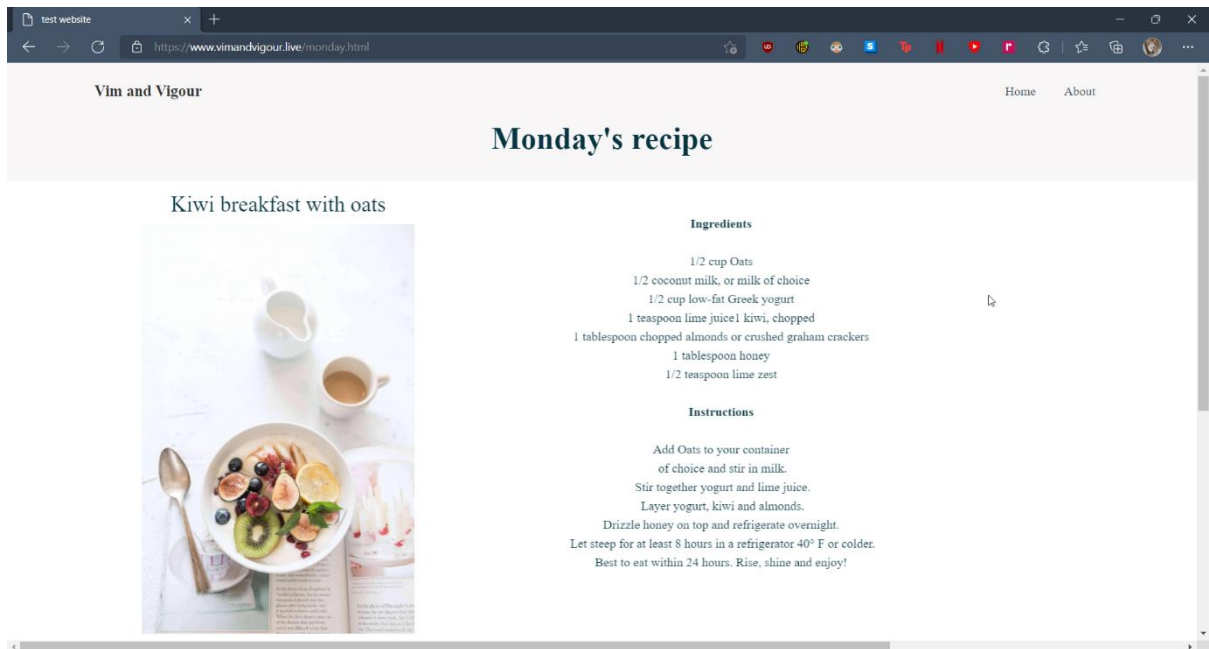 test website
https://www.vimandvigour.live/monday.html
Vim and Vigour
Home About
Monday's recipe
Kiwi breakfast with oats
Ingredients
1/2 cup Oats
1/2 coconut milk, or milk of choice
1/2 cup low-fat Greek yogurt
1 teaspoon lime juice1 kiwi, chopped
1 tablespoon chopped almonds or crushed graham crackers
1 tablespoon honey
1/2 teaspoon lime zest
Instructions
Add Oats to your container
of choice and stir in milk.
Stir together yogurt and lime juice.
Layer yogurt, kiwi and almonds.
Drizzle honey on top and refrigerate overnight.
Let steep for at least 8 hours in a refrigerator 40° F or colder.
Best to eat within 24 hours. Rise, shine and enjoy!